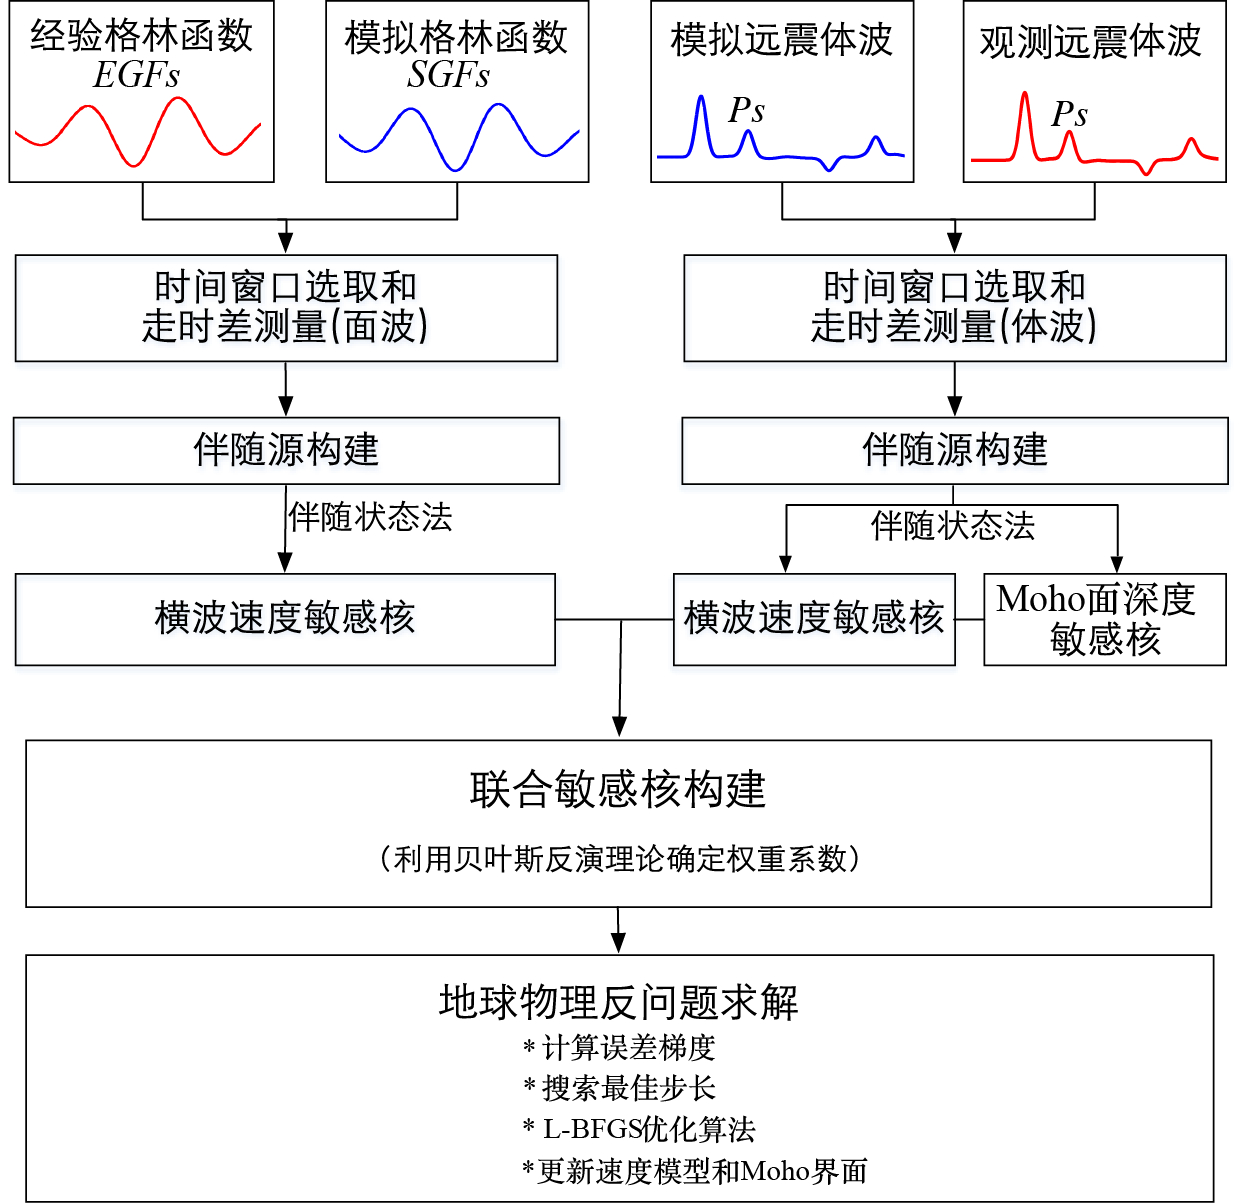 经验格林函数
EGFs
模拟格林函数
SGFs
模拟远震体波
Ps
观测远震体波
Ps
时间窗口选取和
走时差测量(面波)
时间窗口选取和
走时差测量(体波)
伴随源构建
伴随源构建
伴随状态法
伴随状态法
横波速度敏感核
横波速度敏感核
Moho面深度
敏感核
联合敏感核构建
（利用贝叶斯反演理论确定权重系数）
地球物理反问题求解
* 计算误差梯度
* 搜索最佳步长
* L-BFGS优化算法
*更新速度模型和Moho界面